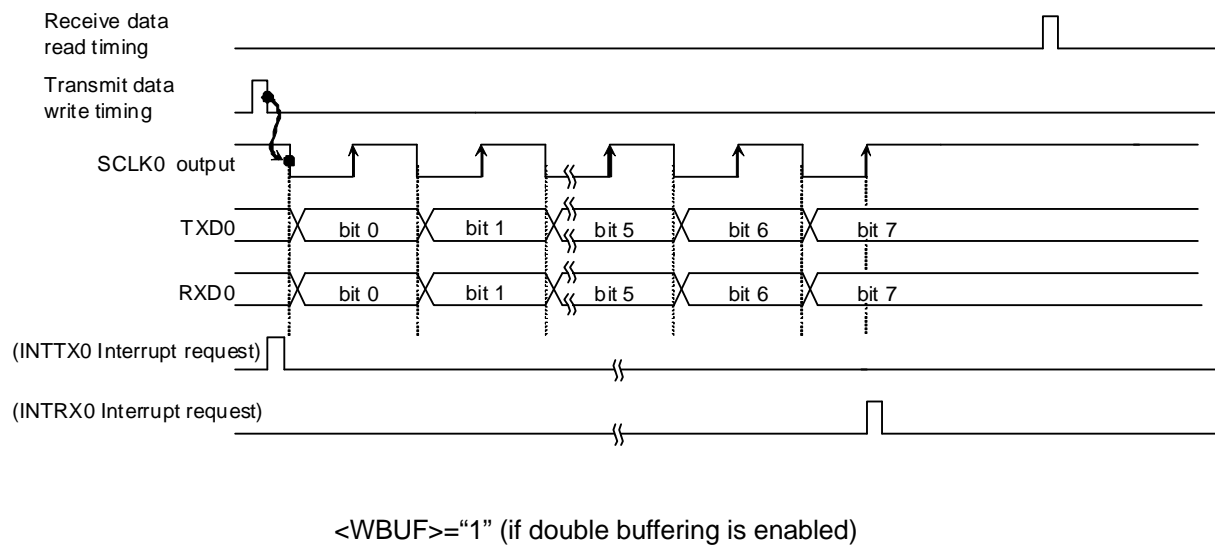 Receive data
read timing
Transmit data
write timing
SCLK0 output
TXD0 bit 0 bit 1 bit 5 bit 6 bit 7
RXD0 bit 0 bit 1 bit 5 bit 6 bit 7
(INTTX0 Interrupt request)
(INTRX0 Interrupt request)
<WBUF>=“1” (if double buffering is enabled)